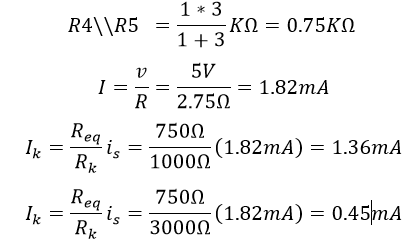 R4\\R5 = 1 * 3 / 1 + 3 KΩ = 0.75KΩ
I = v / R = 5V / 2.75Ω = 1.82mA
I_k = R_eq / R_k i_s = 750Ω / 1000Ω (1.82mA) = 1.36mA
I_k = R_eq / R_k i_s = 750Ω / 3000Ω (1.82mA) = 0.45mA